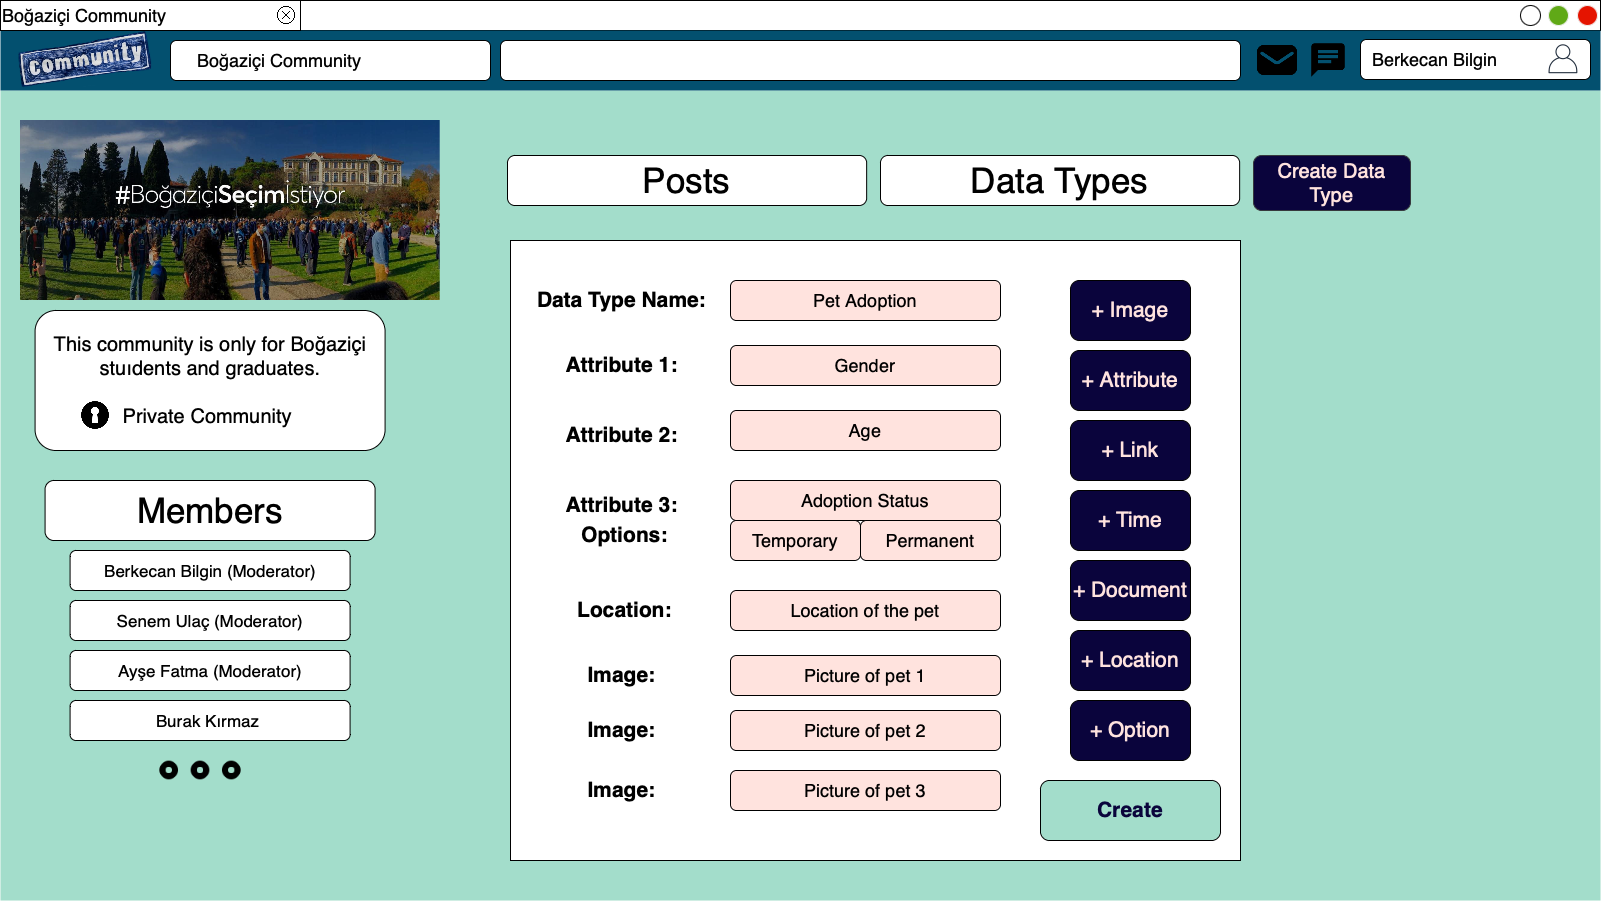 Boğaziçi Community
community
Boğaziçi Community
Berkecan Bilgin
#BoğaziçiSeçimİstiyor
Posts
Data Types
Create Data
Type
This community is only for Boğaziçi
stuıdents and graduates.
Private Community
Members
Berkecan Bilgin (Moderator)
Senem Ulaç (Moderator)
Ayşe Fatma (Moderator)
Burak Kırmaz
Data Type Name:
Pet Adoption
Attribute 1:
Gender
Attribute 2:
Age
Attribute 3:
Adoption Status
Options:
Temporary
Permanent
Location:
Location of the pet
Image:
Picture of pet 1
Image:
Picture of pet 2
Image:
Picture of pet 3
+ Image
+ Attribute
+ Link
+ Time
+ Document
+ Location
+ Option
Create